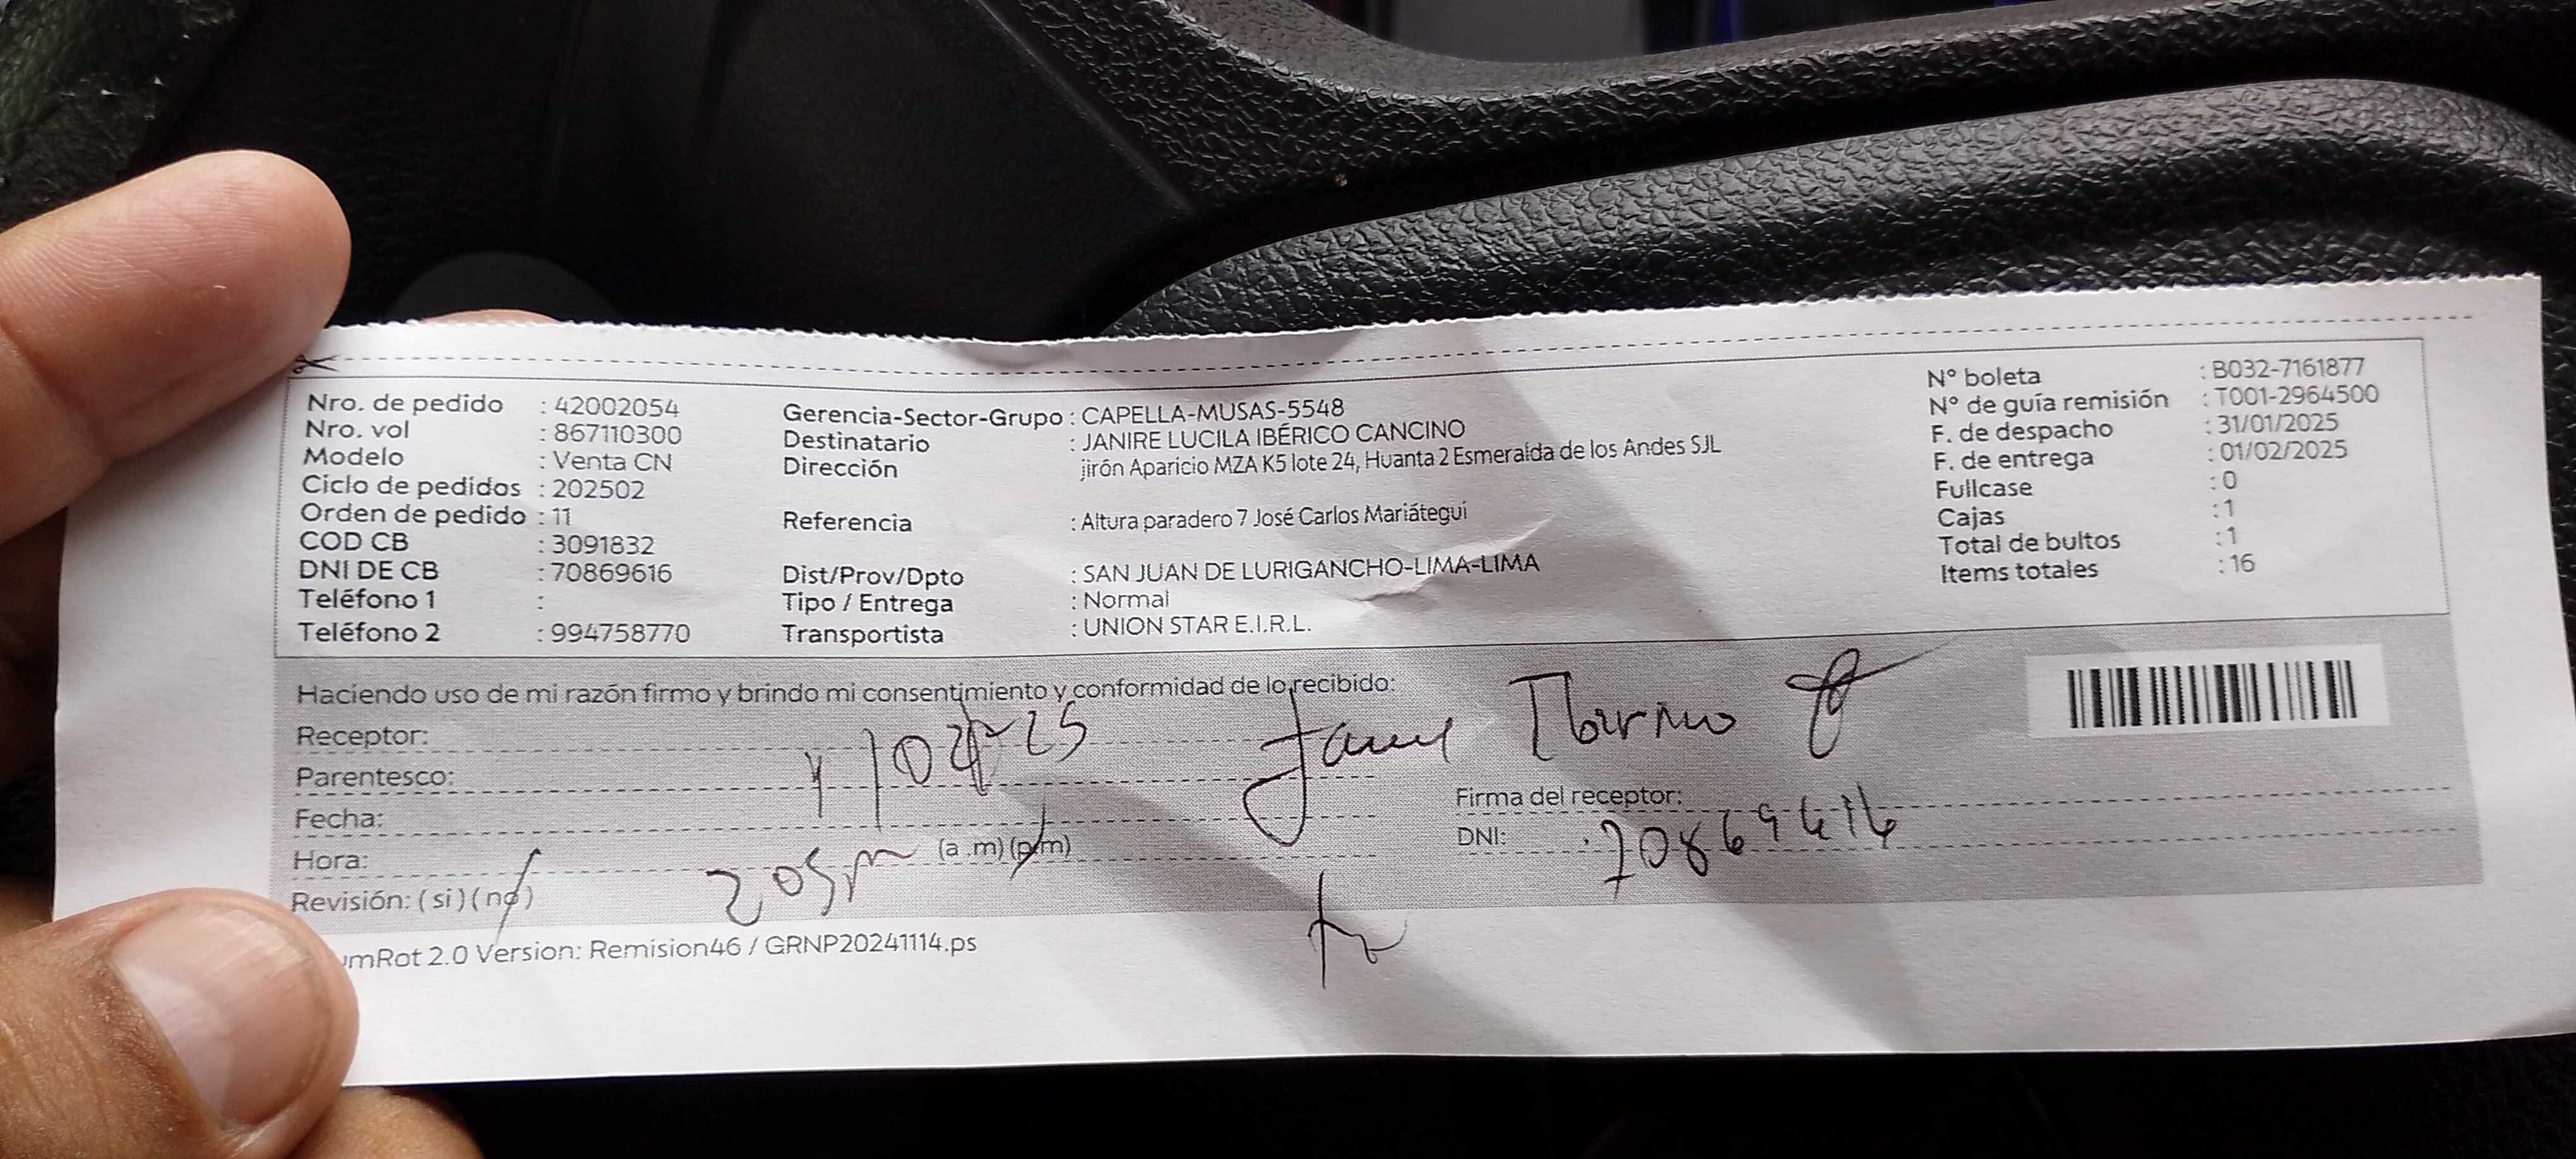 Nro. de pedido : 42002054
Nro. vol : 867110300
Modelo : Venta CN
Ciclo de pedidos : 202502
Orden de pedido : 11
COD CB : 3091832
DNI DE CB : 70869616
Teléfono 1 :
Teléfono 2 : 994758770
Gerencia-Sector-Grupo : CAPELLA-MUSAS-5548
Destinatario : JANIRE LUCILA IBÉRICO CANCINO
Dirección jirón Aparicio MZA K5 lote 24, Huanta 2 Esmeralda de los Andes SJL
Referencia : Altura paradero 7 José Carlos Mariátegui
Dist/Prov/Dpto : SAN JUAN DE LURIGANCHO-LIMA-LIMA
Tipo / Entrega : Normal
Transportista : UNION STAR E.I.R.L.
N° boleta : B032-7161877
N° de guía remisión : T001-2964500
F. de despacho : 31/01/2025
F. de entrega : 01/02/2025
Fullcase : 0
Cajas : 1
Total de bultos : 1
Items totales : 16
Haciendo uso de mi razón firmo y brindo mi consentimiento y conformidad de lo recibido:
Receptor:
Parentesco:
Fecha:
Hora: (a.m) (p.m)
Revisión: (si) (no)
Firma del receptor:
DNI:
Rot 2.0 Version: Remision46 / GRNP20241114.ps